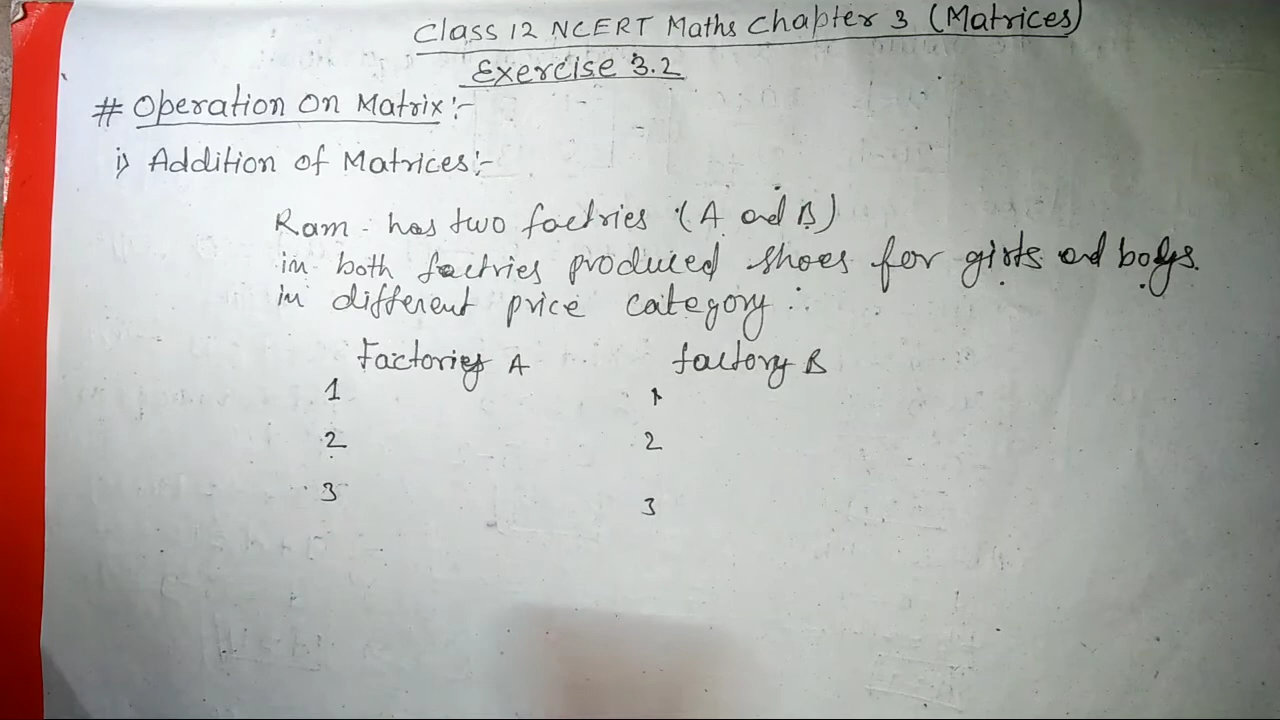 Class 12 NCERT Maths Chapter 3 (Matrices)
Exercise 3.2
# Operation On Matrix :-
i) Addition of Matrices :-
Ram has two factries (A and B)
in both factries produced shoes for girls and boys.
in different price category :
Factories A factory B
1 1
2 2
3 3